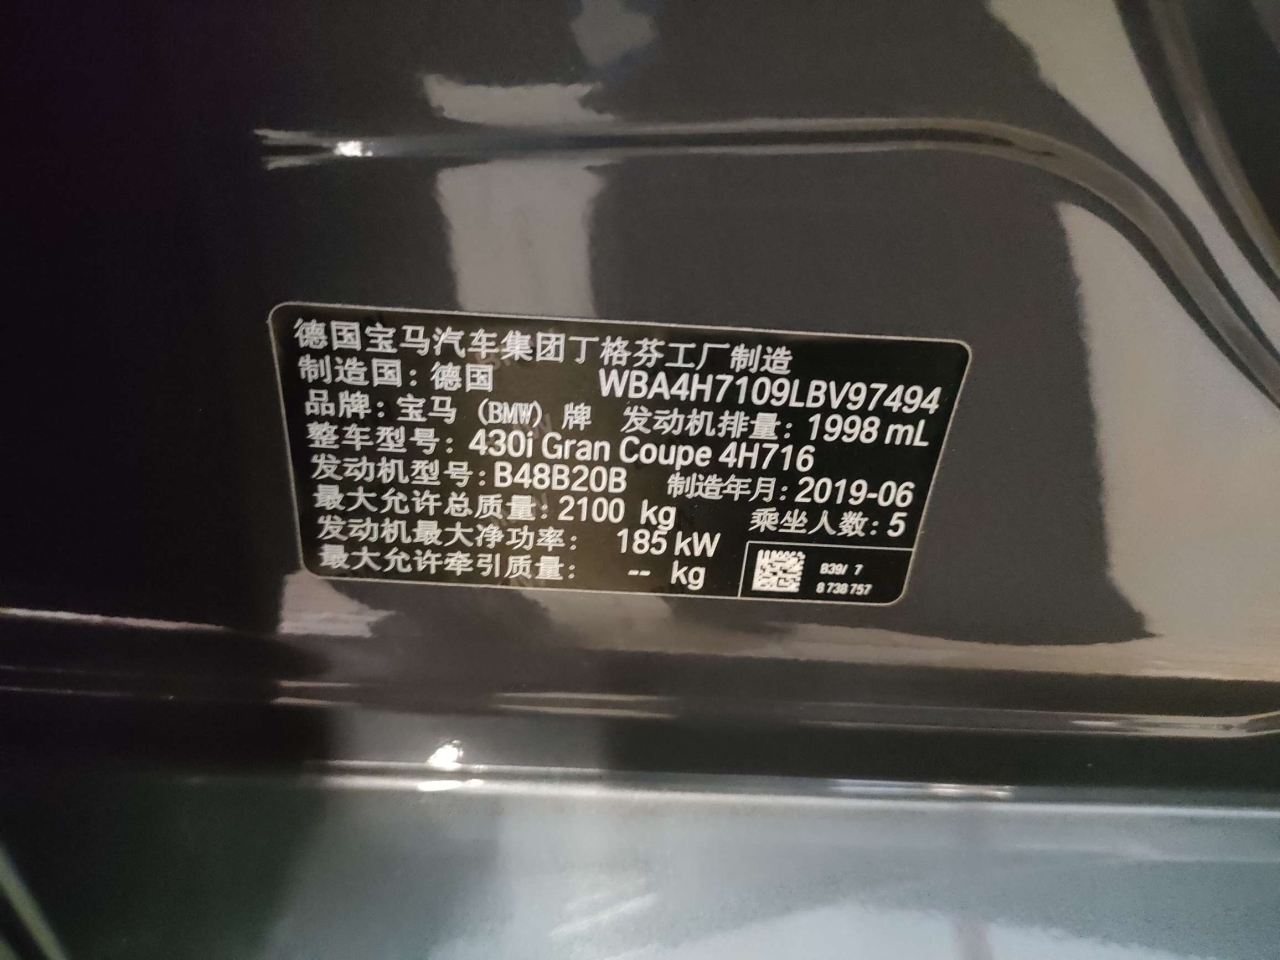 德国宝马汽车集团丁格芬工厂制造
制造国：德国 WBA4H7109LBV97494
品牌：宝马（BMW）牌 发动机排量：1998 mL
整车型号：430i Gran Coupe 4H716
发动机型号：B48B20B 制造年月：2019-06
最大允许总质量：2100 kg 乘坐人数：5
发动机最大净功率： 185 kW
最大允许牵引质量： -- kg
B39/ 7
8 738 757